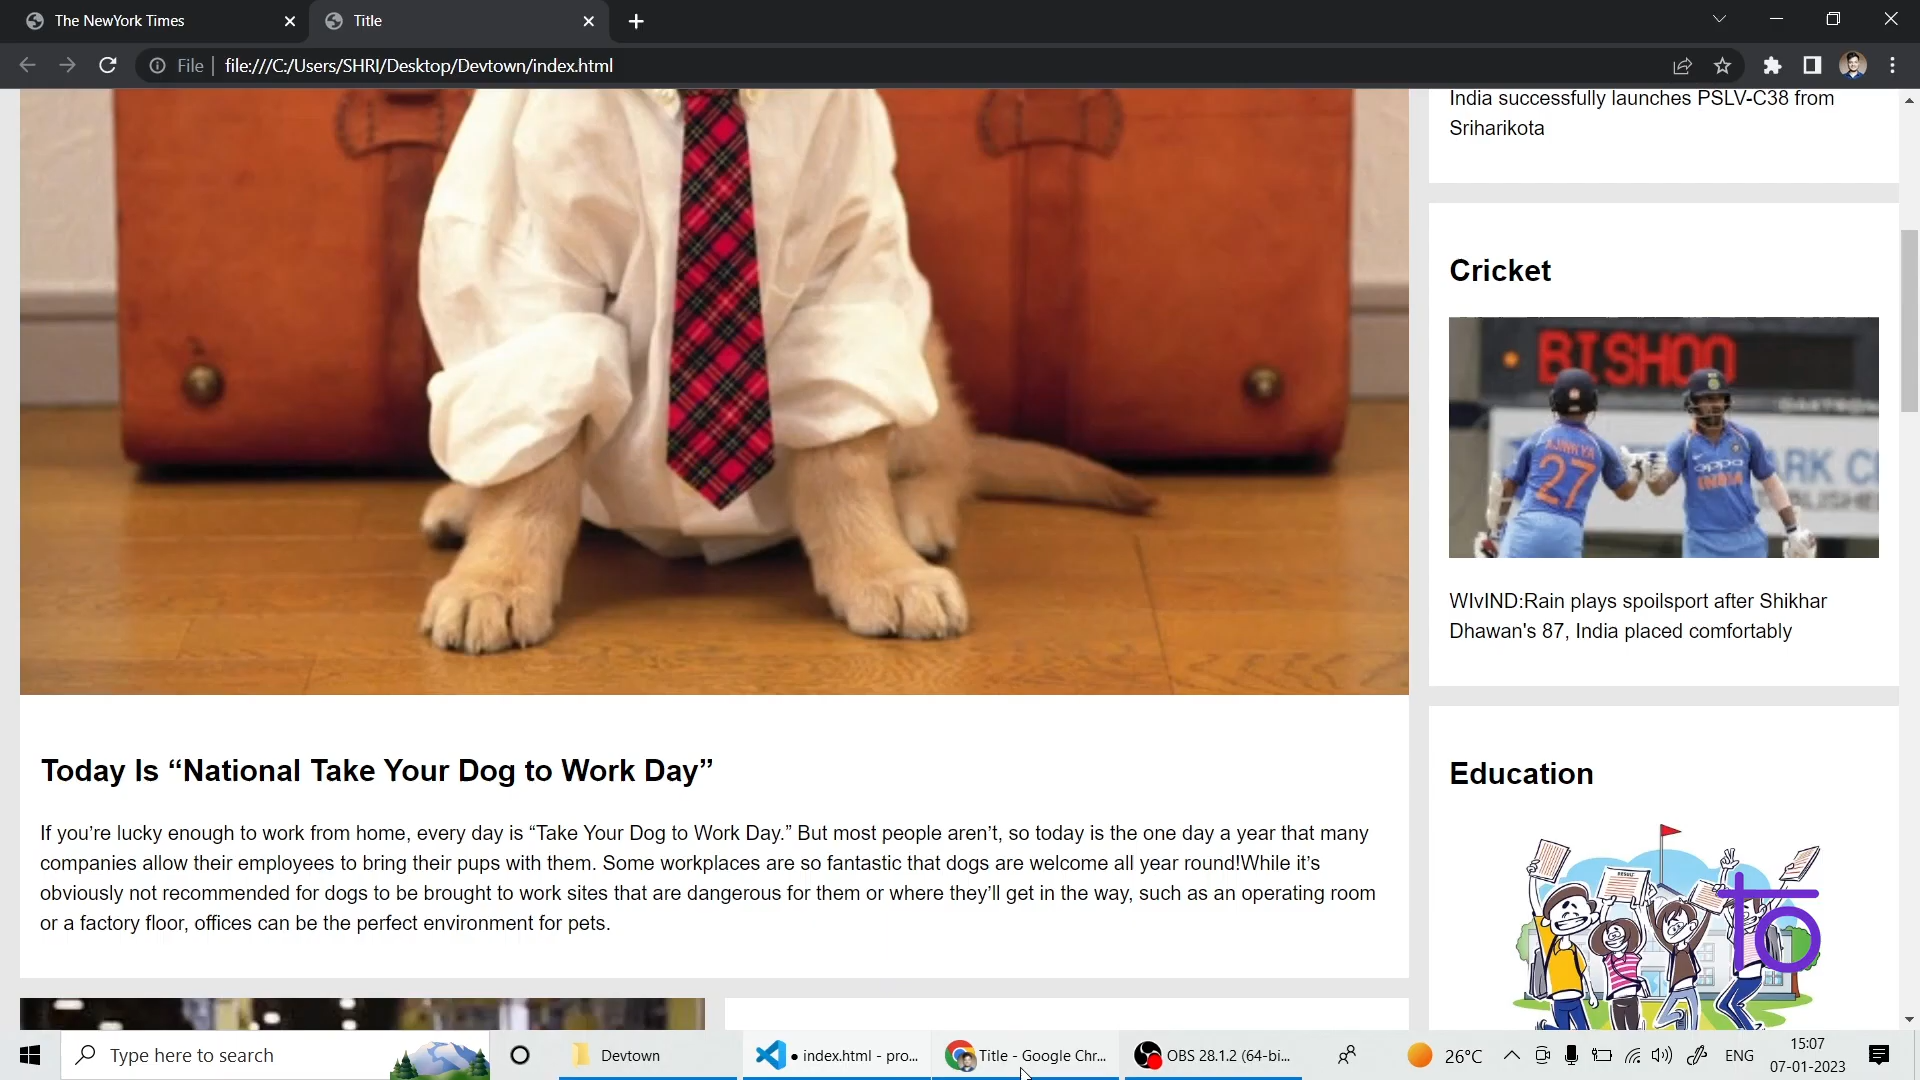 The NewYork Times
Title
File
file:///C:/Users/SHRI/Desktop/Devtown/index.html
India successfully launches PSLV-C38 from
Sriharikota
Cricket
BISHOO
AJINKYA
27
oppo
INDIA
WIvIND:Rain plays spoilsport after Shikhar
Dhawan's 87, India placed comfortably
Today Is “National Take Your Dog to Work Day”
If you’re lucky enough to work from home, every day is “Take Your Dog to Work Day.” But most people aren’t, so today is the one day a year that many
companies allow their employees to bring their pups with them. Some workplaces are so fantastic that dogs are welcome all year round!While it’s
obviously not recommended for dogs to be brought to work sites that are dangerous for them or where they’ll get in the way, such as an operating room
or a factory floor, offices can be the perfect environment for pets.
Education
RESULT
Type here to search
Devtown
● index.html - pro...
Title - Google Chr...
OBS 28.1.2 (64-bi...
26°C
ENG
15:07
07-01-2023